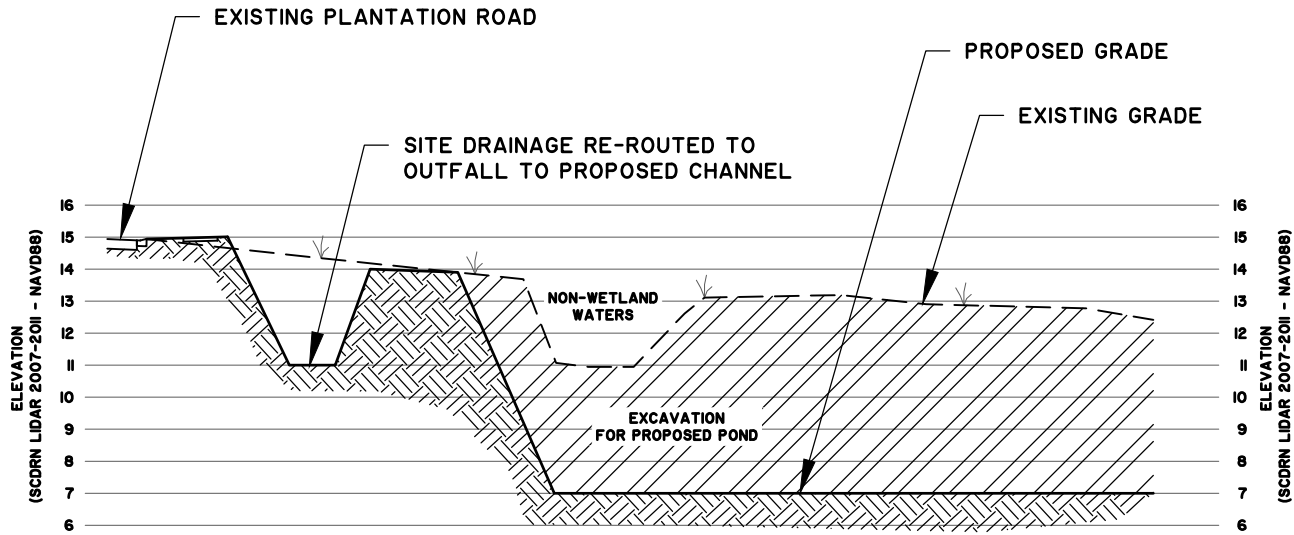 EXISTING PLANTATION ROAD
PROPOSED GRADE
EXISTING GRADE
SITE DRAINAGE RE-ROUTED TO
OUTFALL TO PROPOSED CHANNEL
16 16
15 15
14 14
13 13
12 12
11 11
10 10
9 9
8 8
7 7
6 6
ELEVATION
(SCDRN LIDAR 2007-2011 - NAVD88)
NON-WETLAND
WATERS
EXCAVATION
FOR PROPOSED POND
ELEVATION
(SCDRN LIDAR 2007-2011 - NAVD88)